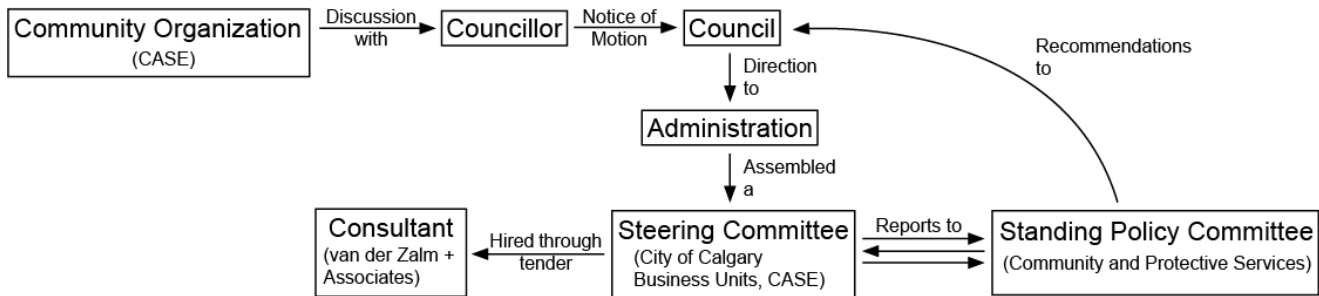 Community Organization
(CASE)
Discussion
with
Councillor
Notice of
Motion
Council
Recommendations
to
Direction
to
Administration
Assembled
a
Consultant
(van der Zalm +
Associates)
Hired through
tender
Steering Committee
(City of Calgary
Business Units, CASE)
Reports to
Standing Policy Committee
(Community and Protective Services)